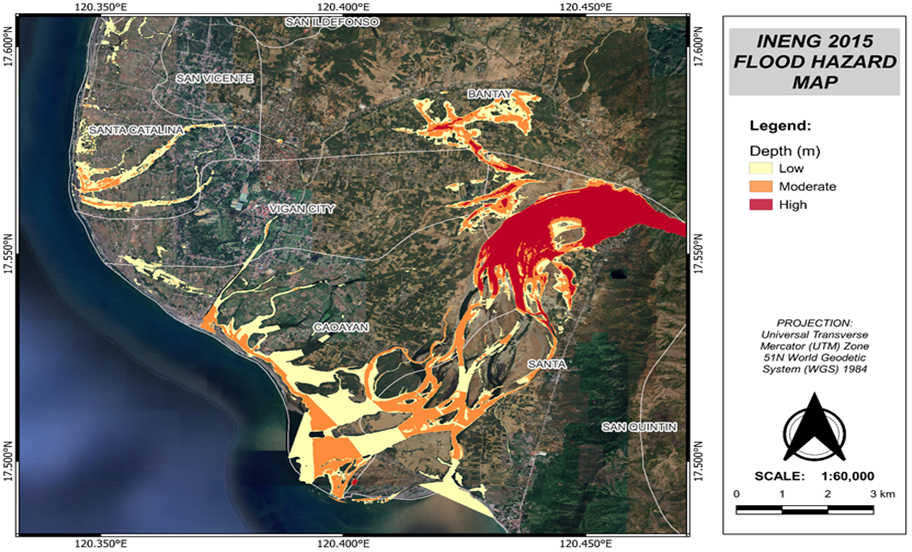 120.350°E
120.400°E
120.450°E
17.600°N
17.600°N
SAN ILDEFONSO
SAN VICENTE
BANTAY
SANTA CATALINA
VIGAN CITY
17.550°N
17.550°N
CAOAYAN
SANTA
SAN QUINTIN
17.500°N
17.500°N
120.350°E
120.400°E
120.450°E
INENG 2015
FLOOD HAZARD
MAP
Legend:
Depth (m)
Low
Moderate
High
PROJECTION:
Universal Transverse
Mercator (UTM) Zone
51N World Geodetic
System (WGS) 1984
SCALE: 1:60,000
0 1 2 3 km